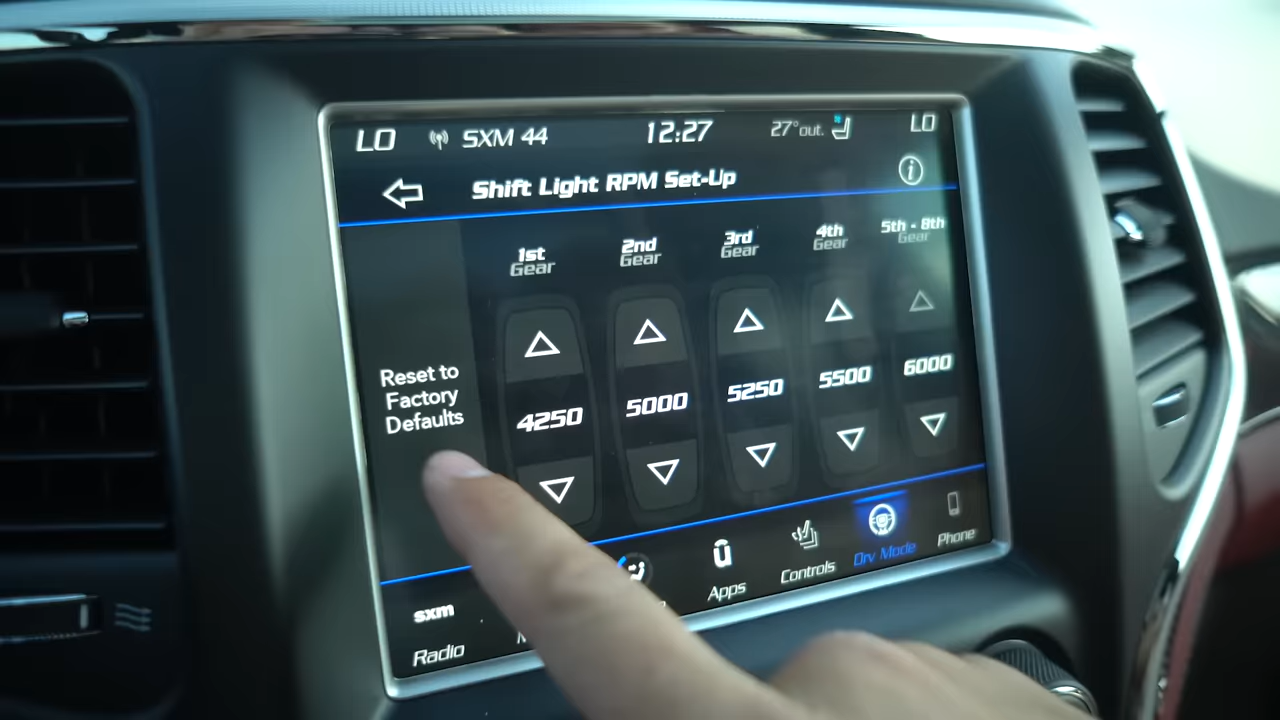 LO SXM 44 12:27 27°out. LO
Shift Light RPM Set-Up
1st
Gear
2nd
Gear
3rd
Gear
4th
Gear
5th - 8th
Gear
Reset to
Factory
Defaults
4250 5000 5250 5500 6000
sxm
Radio
Apps
Controls
Drv Mode
Phone